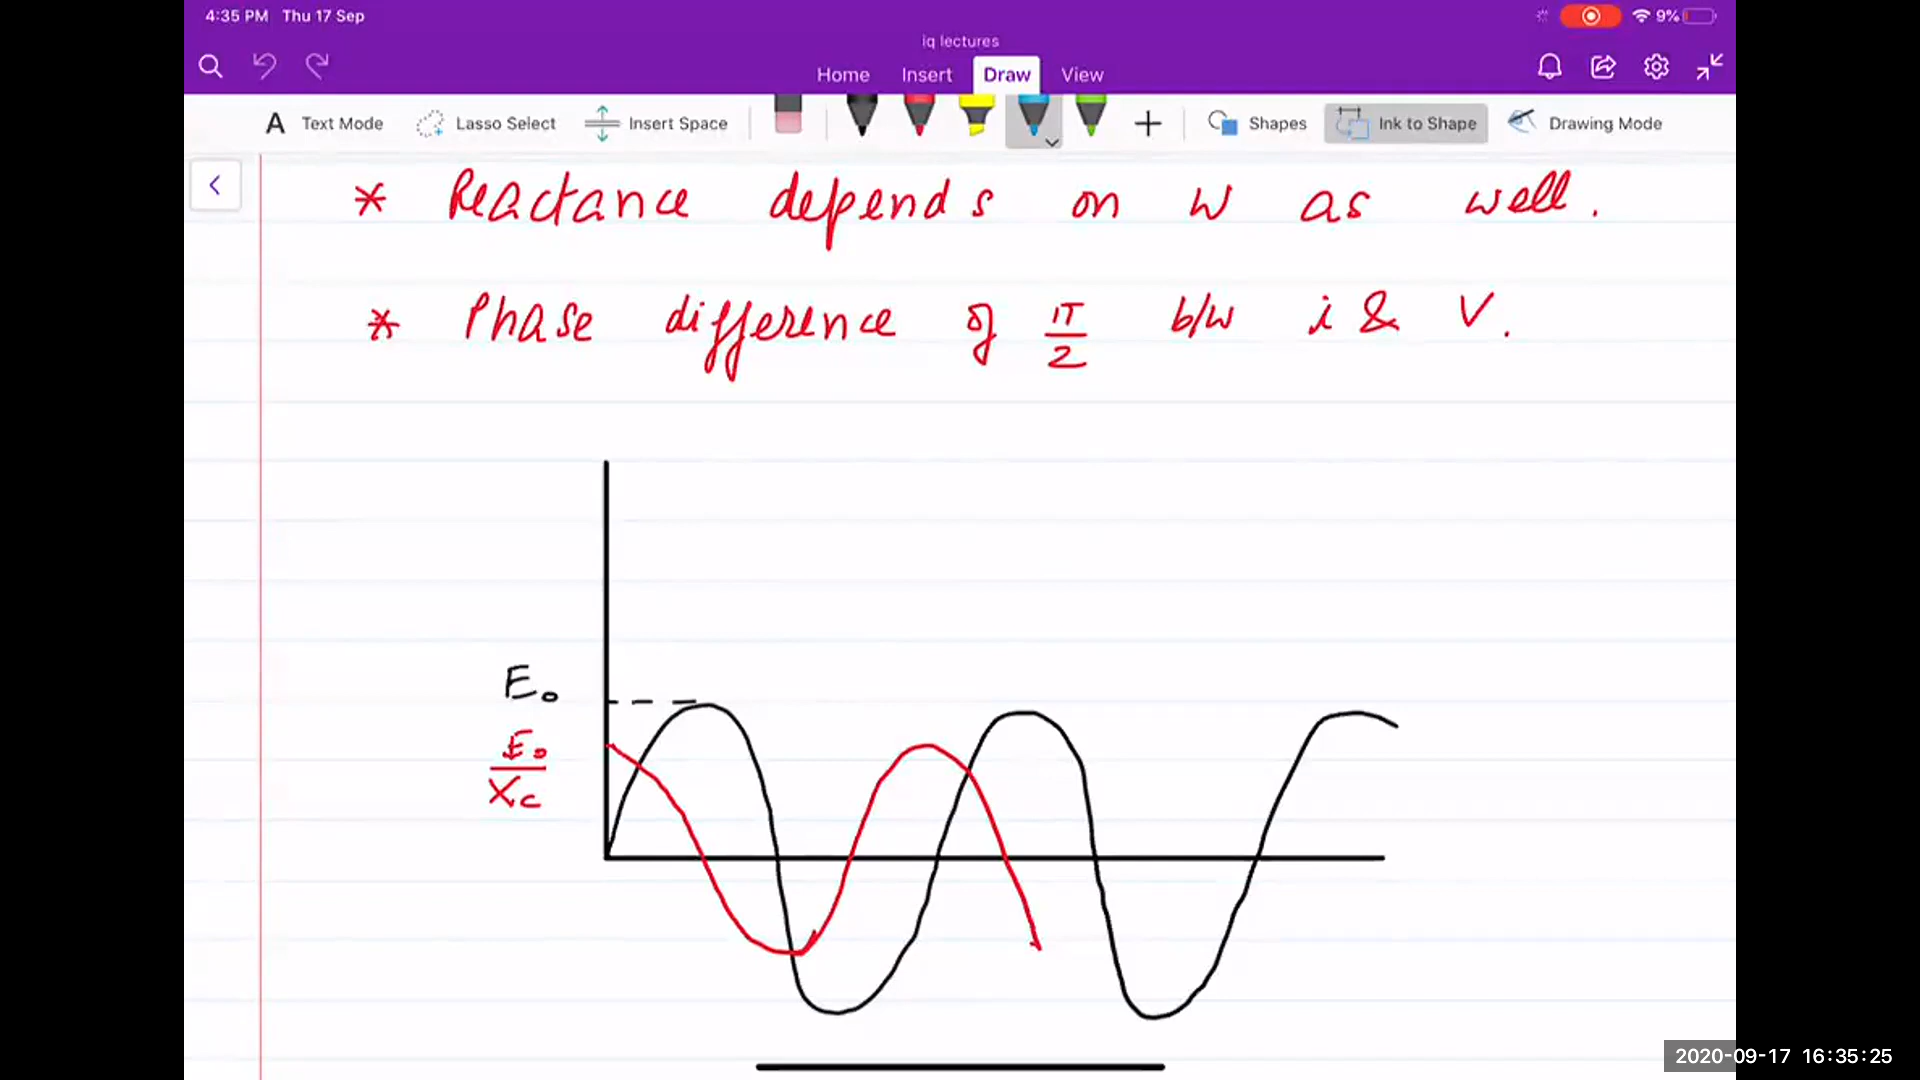 4:35 PM Thu 17 Sep
9%
iq lectures
Home Insert Draw View
A Text Mode Lasso Select Insert Space Shapes Ink to Shape Drawing Mode
* Reactance depends on w as well.
* Phase difference of π/2 b/w i & V.
E₀
E₀/Xc
2020-09-17 16:35:25